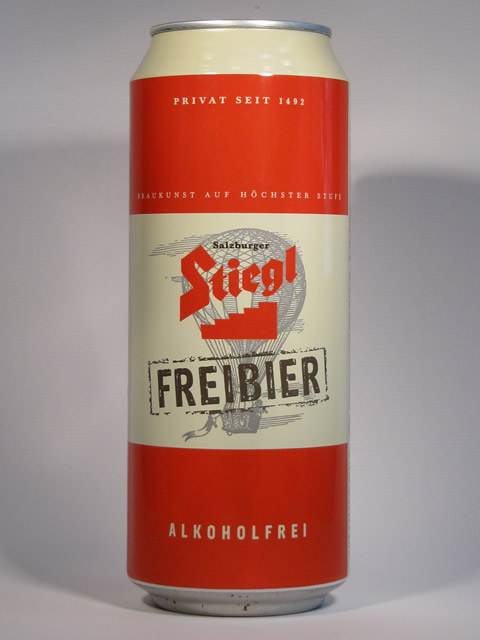 PRIVAT SEIT 1492
BRAUKUNST AUF HÖCHSTER STUFE
Salzburger
Stiegl
FREIBIER
ALKOHOLFREI